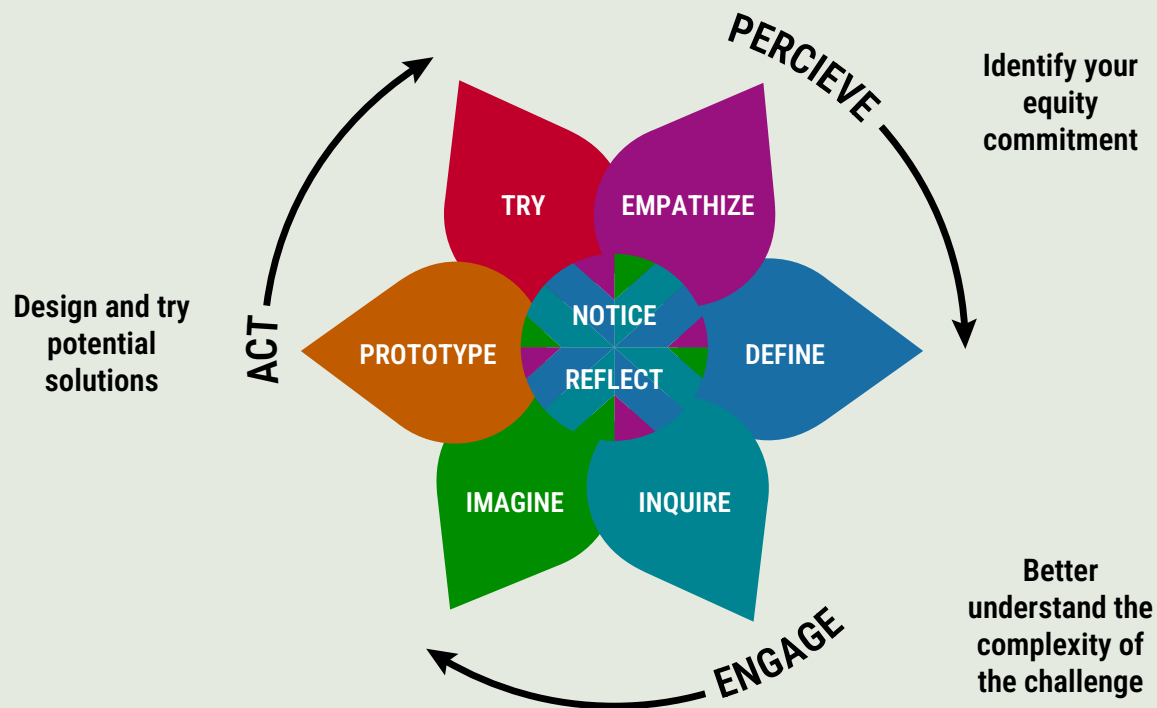 PERCIEVE
Identify your
equity
commitment
TRY
EMPATHIZE
Design and try
potential
solutions
ACT
PROTOTYPE
NOTICE
REFLECT
DEFINE
IMAGINE
INQUIRE
ENGAGE
Better
understand the
complexity of
the challenge